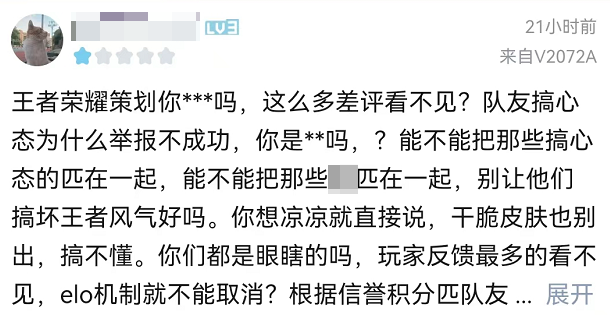 LV3
21小时前
来自V2072A
王者荣耀策划你***吗，这么多差评看不见？队友搞心
态为什么举报不成功，你是**吗，？能不能把那些搞心
态的匹在一起，能不能把那些匹在一起，别让他们
搞坏王者风气好吗。你想凉凉就直接说，干脆皮肤也别
出，搞不懂。你们都是眼瞎的吗，玩家反馈最多的看不
见，elo机制就不能取消？根据信誉积分匹队友 ... 展开